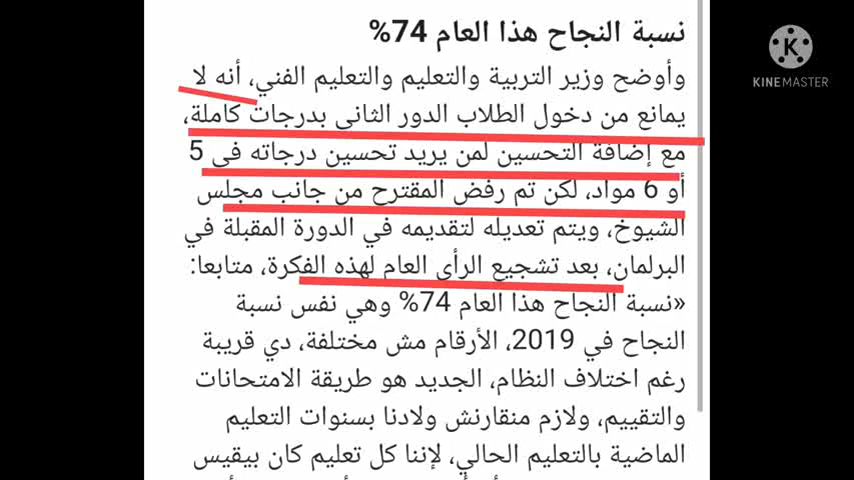 نسبة النجاح هذا العام 74%
وأوضح وزير التربية والتعليم والتعليم الفني، أنه لا
يمانع من دخول الطلاب الدور الثاني بدرجات كاملة،
مع إضافة التحسين لمن يريد تحسين درجاته في 5
أو 6 مواد، لكن تم رفض المقترح من جانب مجلس
الشيوخ، ويتم تعديله لتقديمه في الدورة المقبلة في
البرلمان، بعد تشجيع الرأي العام لهذه الفكرة، متابعا:
«نسبة النجاح هذا العام 74% وهي نفس نسبة
النجاح في 2019، الأرقام مش مختلفة، دي قريبة
رغم اختلاف النظام، الجديد هو طريقة الامتحانات
والتقييم، ولازم منقارنش ولادنا بسنوات التعليم
الماضية بالتعليم الحالي، لإننا كل تعليم كان بيقيس
K
KINEMASTER